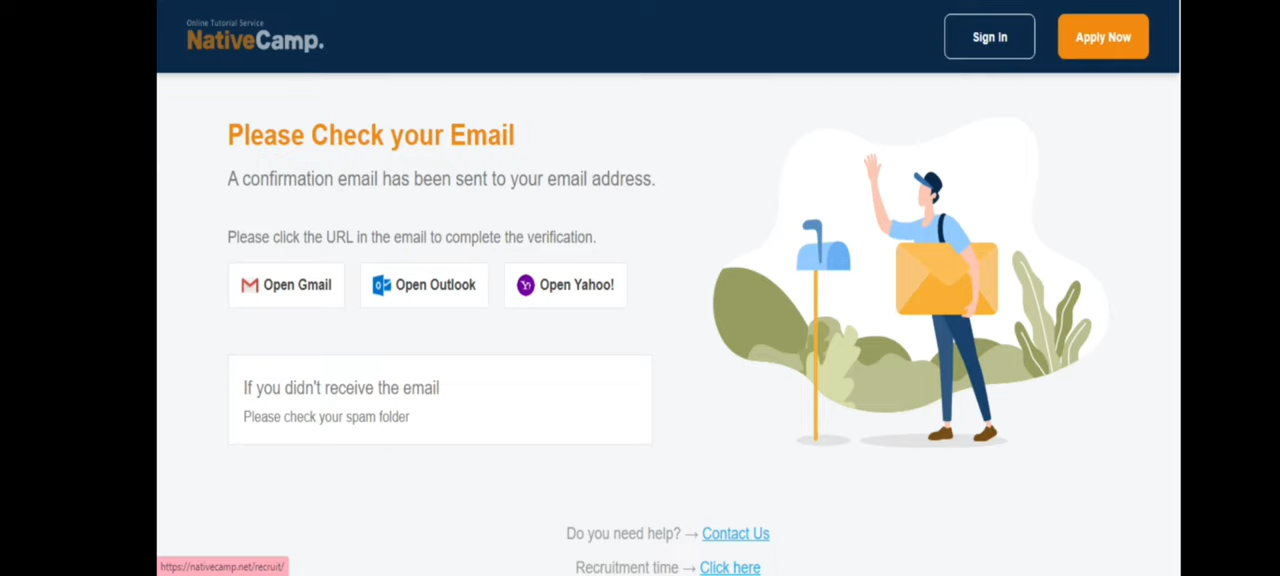 Online Tutorial Service
NativeCamp.
Sign In
Apply Now
Please Check your Email
A confirmation email has been sent to your email address.
Please click the URL in the email to complete the verification.
Open Gmail
Open Outlook
Open Yahoo!
If you didn't receive the email
Please check your spam folder
Do you need help? → Contact Us
Recruitment time → Click here
https://nativecamp.net/recruit/